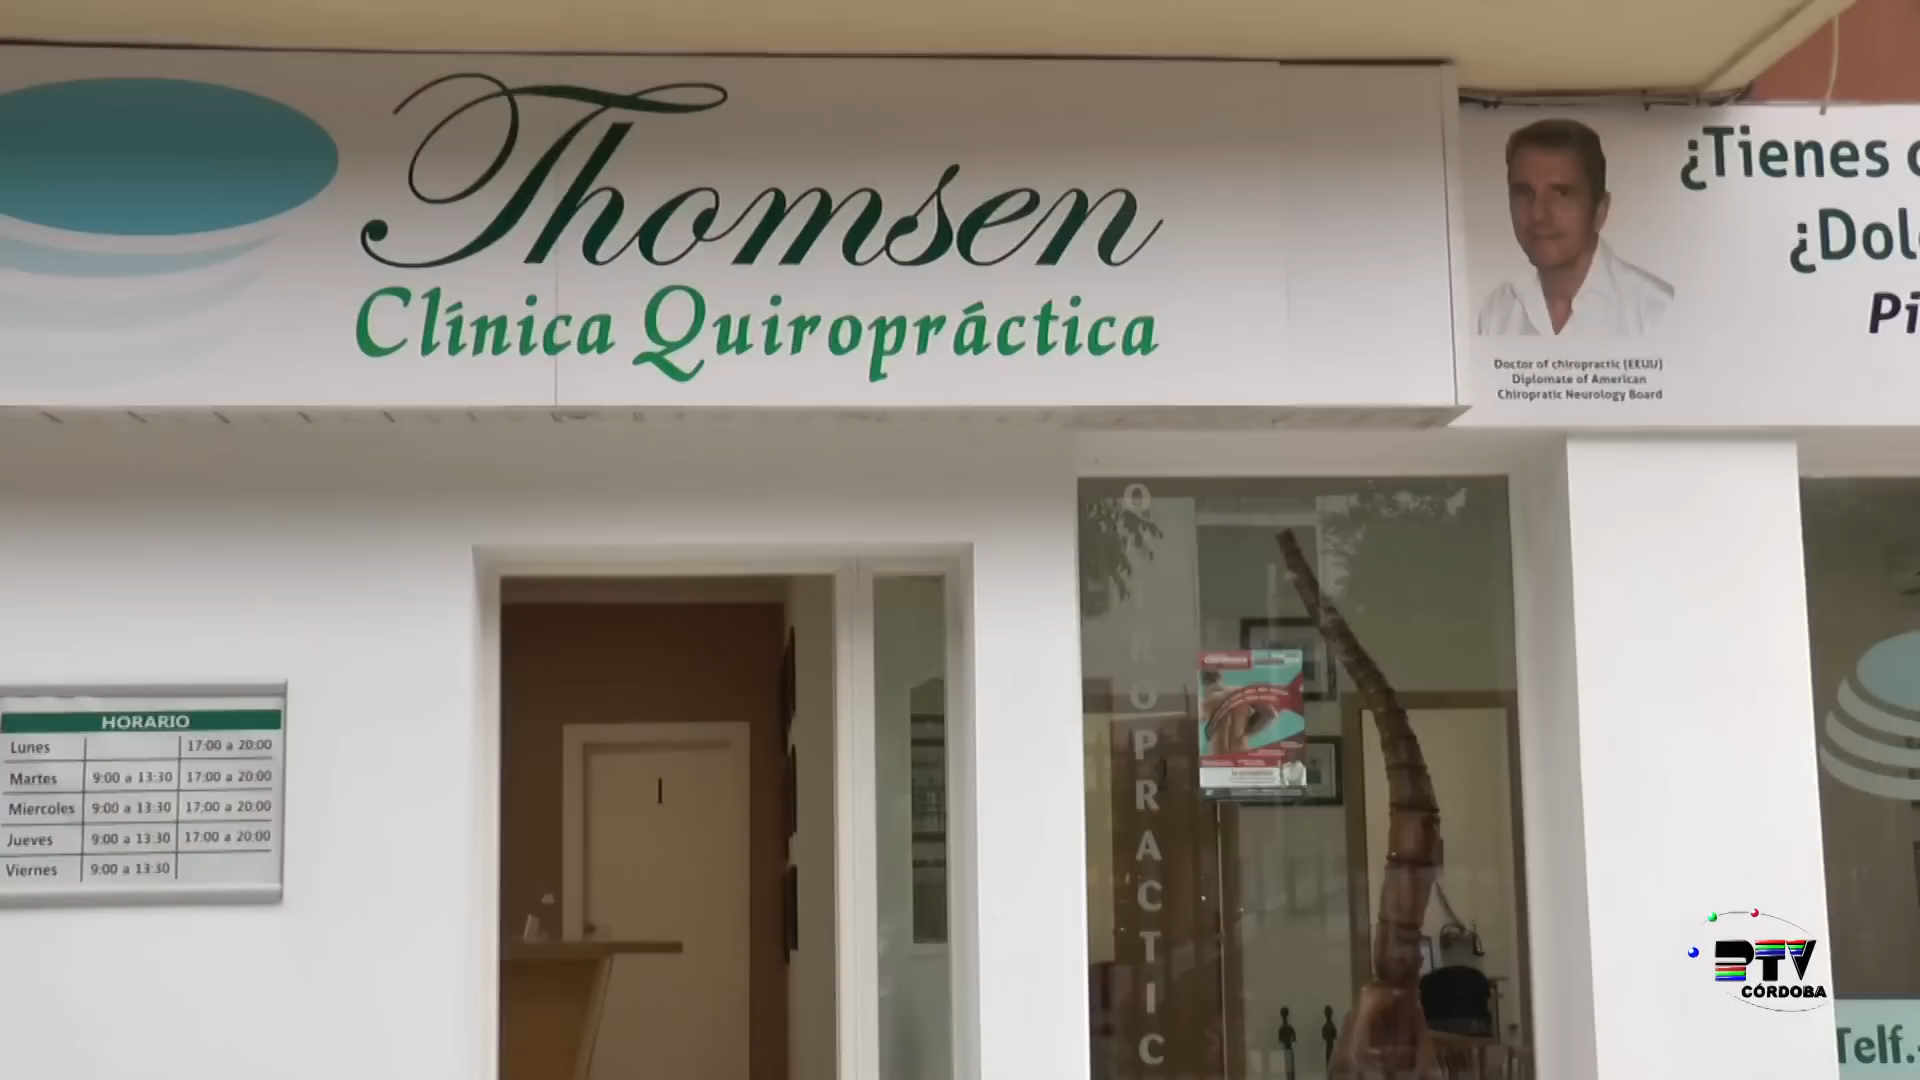 Thomsen
Clínica Quiropráctica
¿Tienes
¿Dol
Pi
Doctor of chiropractic (EEUU)
Diplomate of American
Chiropratic Neurology Board
HORARIO
Lunes 17:00 a 20:00
Martes 9:00 a 13:30 17:00 a 20:00
Miercoles 9:00 a 13:30 17:00 a 20:00
Jueves 9:00 a 13:30 17:00 a 20:00
Viernes 9:00 a 13:30
QUIROPRACTIC
PTV
CÓRDOBA
Telf.